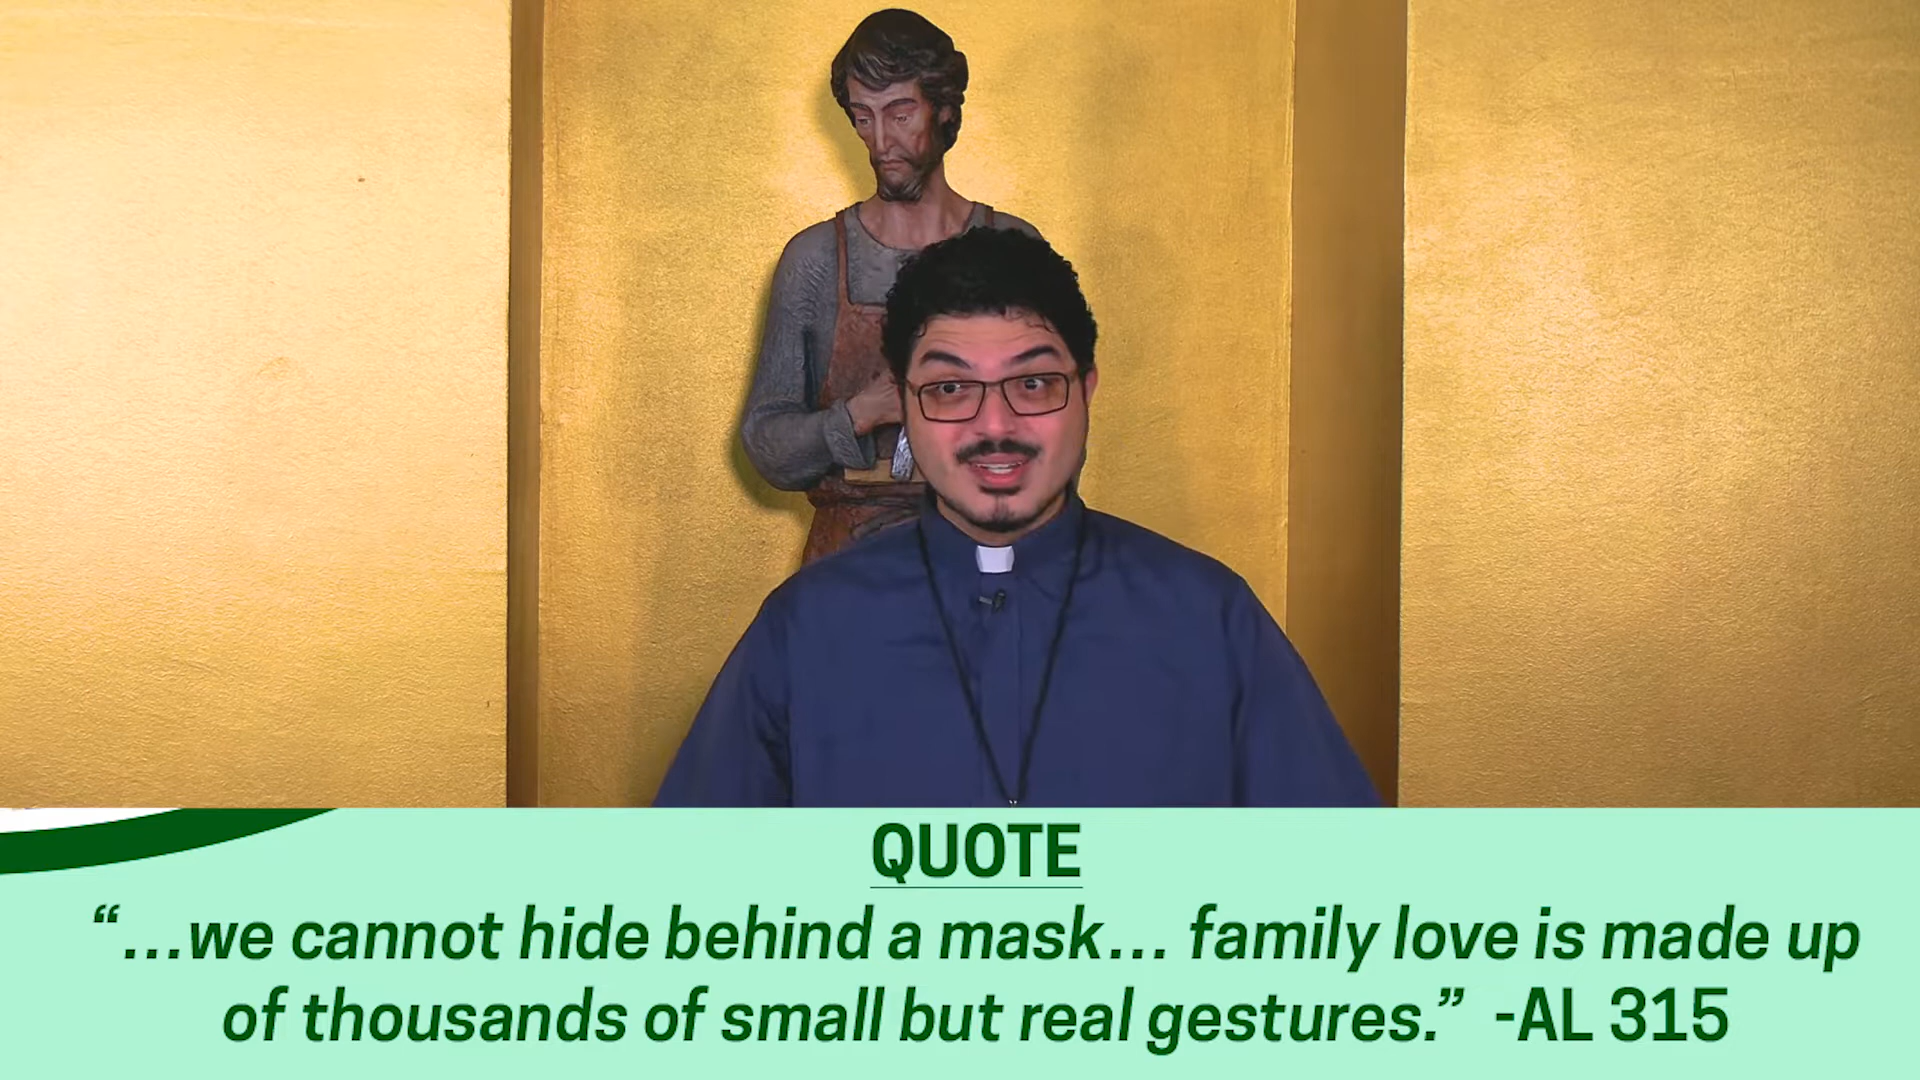 QUOTE
“...we cannot hide behind a mask... family love is made up
of thousands of small but real gestures.” -AL 315